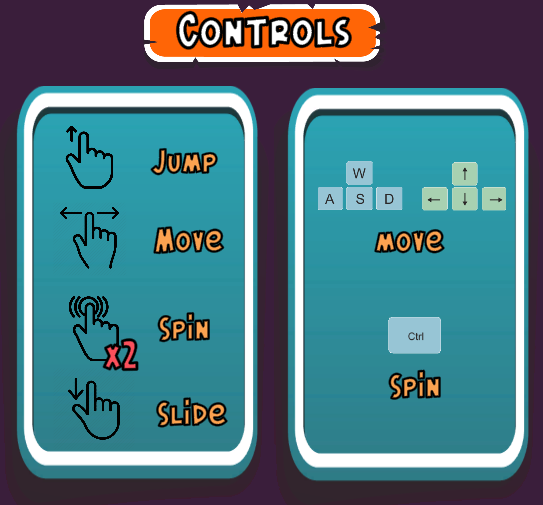 CONTROLS
JUMP
MOVE
SPIN
x2
SLIDE
W
↑
A S D
← ↓ →
MOVE
Ctrl
SPIN